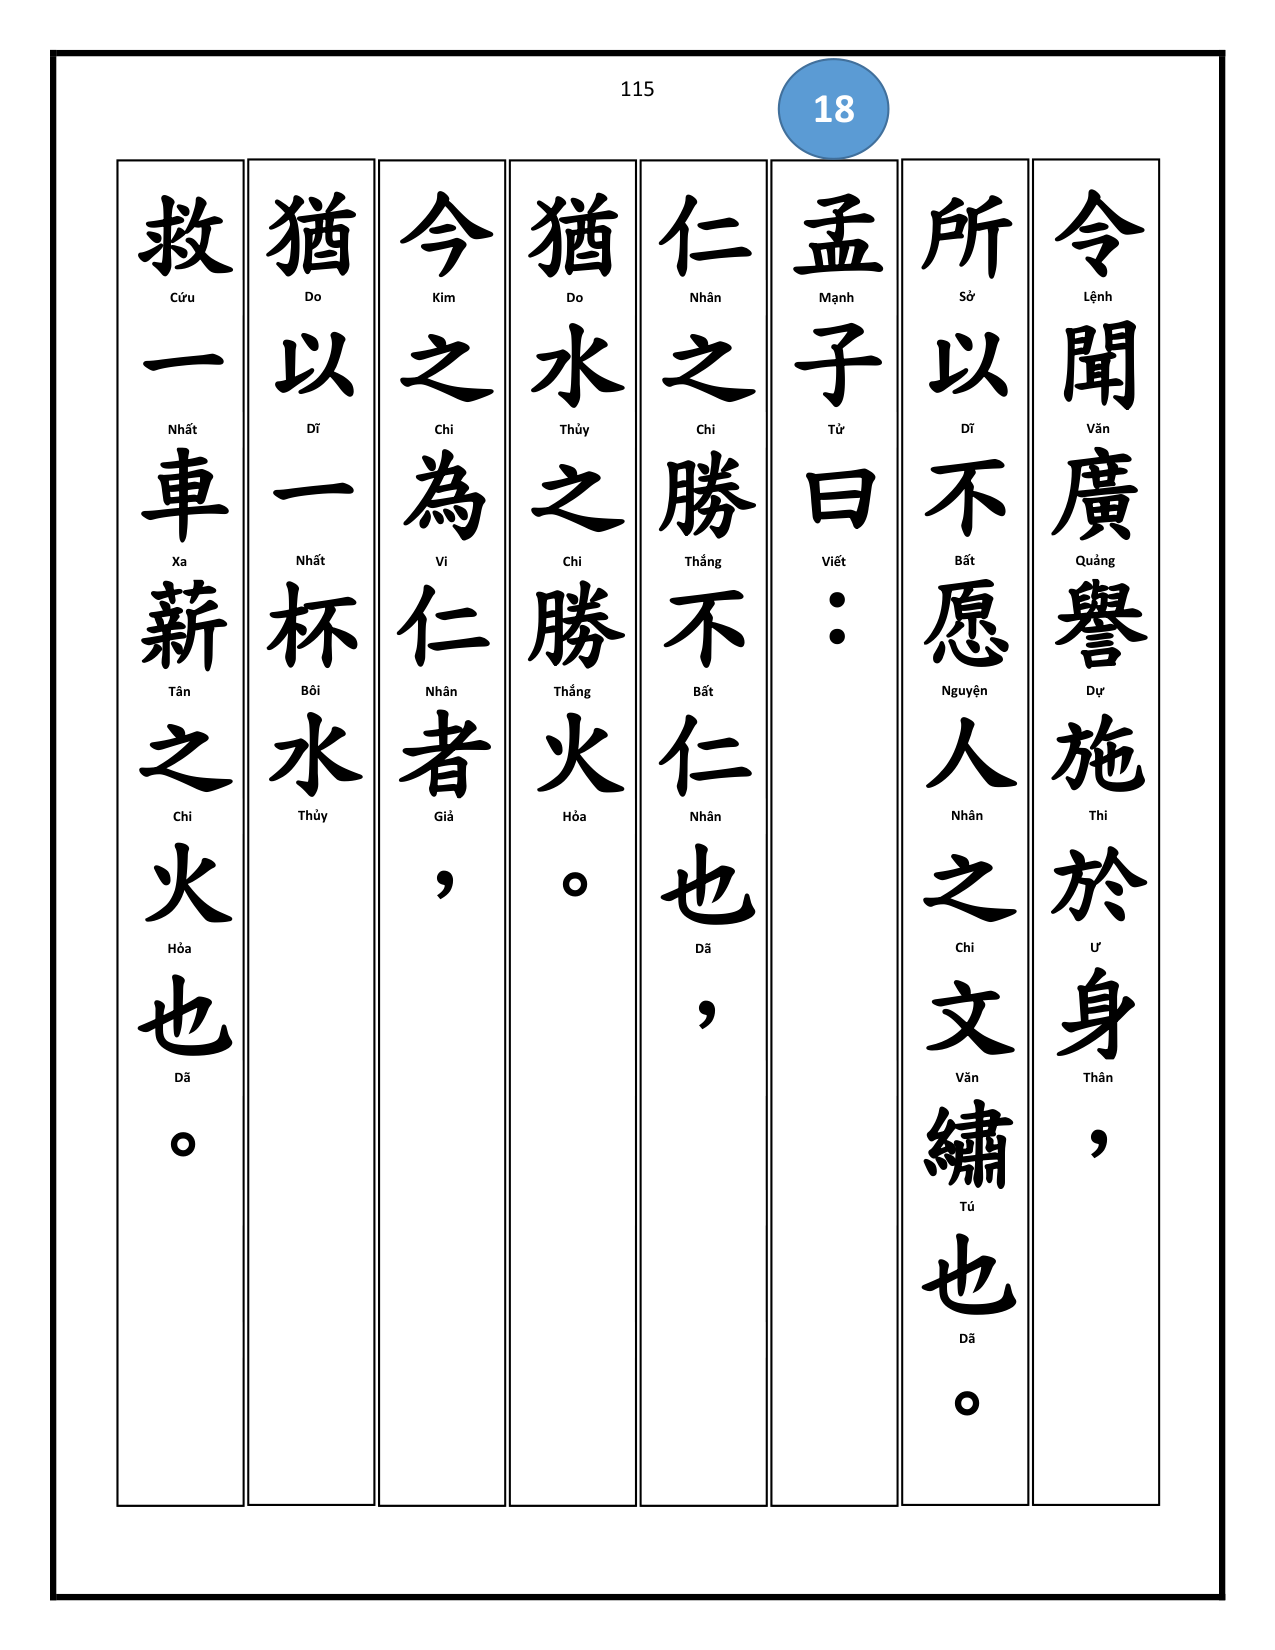 115
18
令聞廣譽施於身，
Lệnh Văn Quảng Dự Thi Ư Thân
所以不愿人之文繡也。
Sở Dĩ Bất Nguyện Nhân Chi Văn Tú Dã
孟子曰：
Mạnh Tử Viết
仁之勝不仁也，
Nhân Chi Thắng Bất Nhân Dã
猶水之勝火。
Do Thủy Chi Thắng Hỏa
今之為仁者，
Kim Chi Vi Nhân Giả
猶以一杯水
Do Dĩ Nhất Bôi Thủy
救一車薪之火也。
Cứu Nhất Xa Tân Chi Hỏa Dã